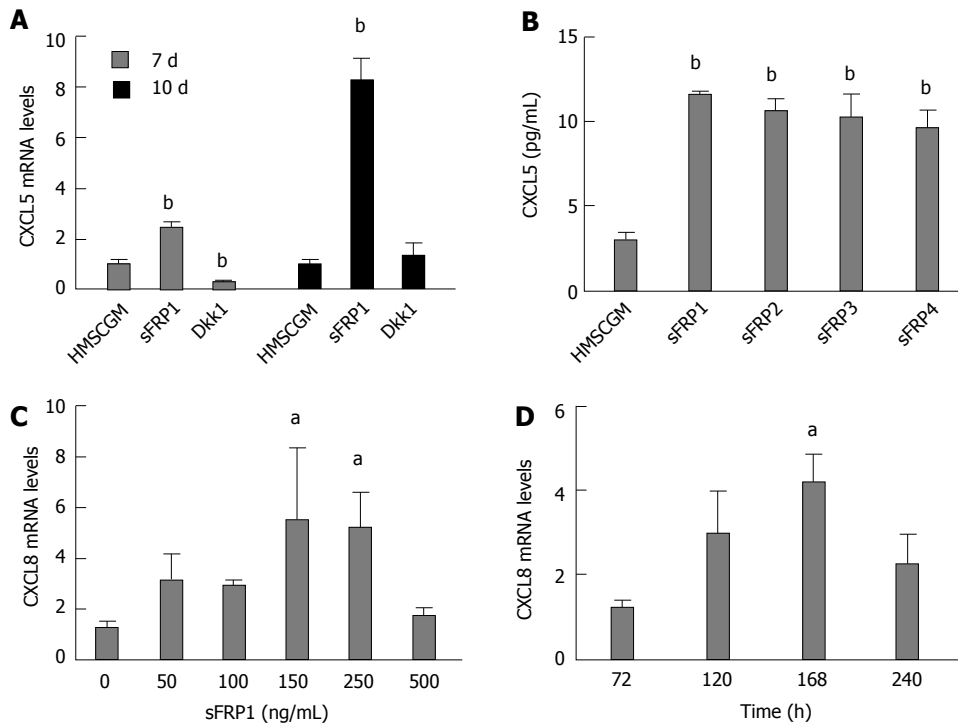 A
7 d
10 d
CXCL5 mRNA levels
10
8
6
4
2
0
b
b
b
HMSCGM
sFRP1
Dkk1
HMSCGM
sFRP1
Dkk1
B
CXCL5 (pg/mL)
15
10
5
0
b
b
b
b
HMSCGM
sFRP1
sFRP2
sFRP3
sFRP4
C
CXCL8 mRNA levels
10
8
6
4
2
0
a
a
0 50 100 150 250 500
sFRP1 (ng/mL)
D
CXCL8 mRNA levels
6
4
2
0
a
72 120 168 240
Time (h)